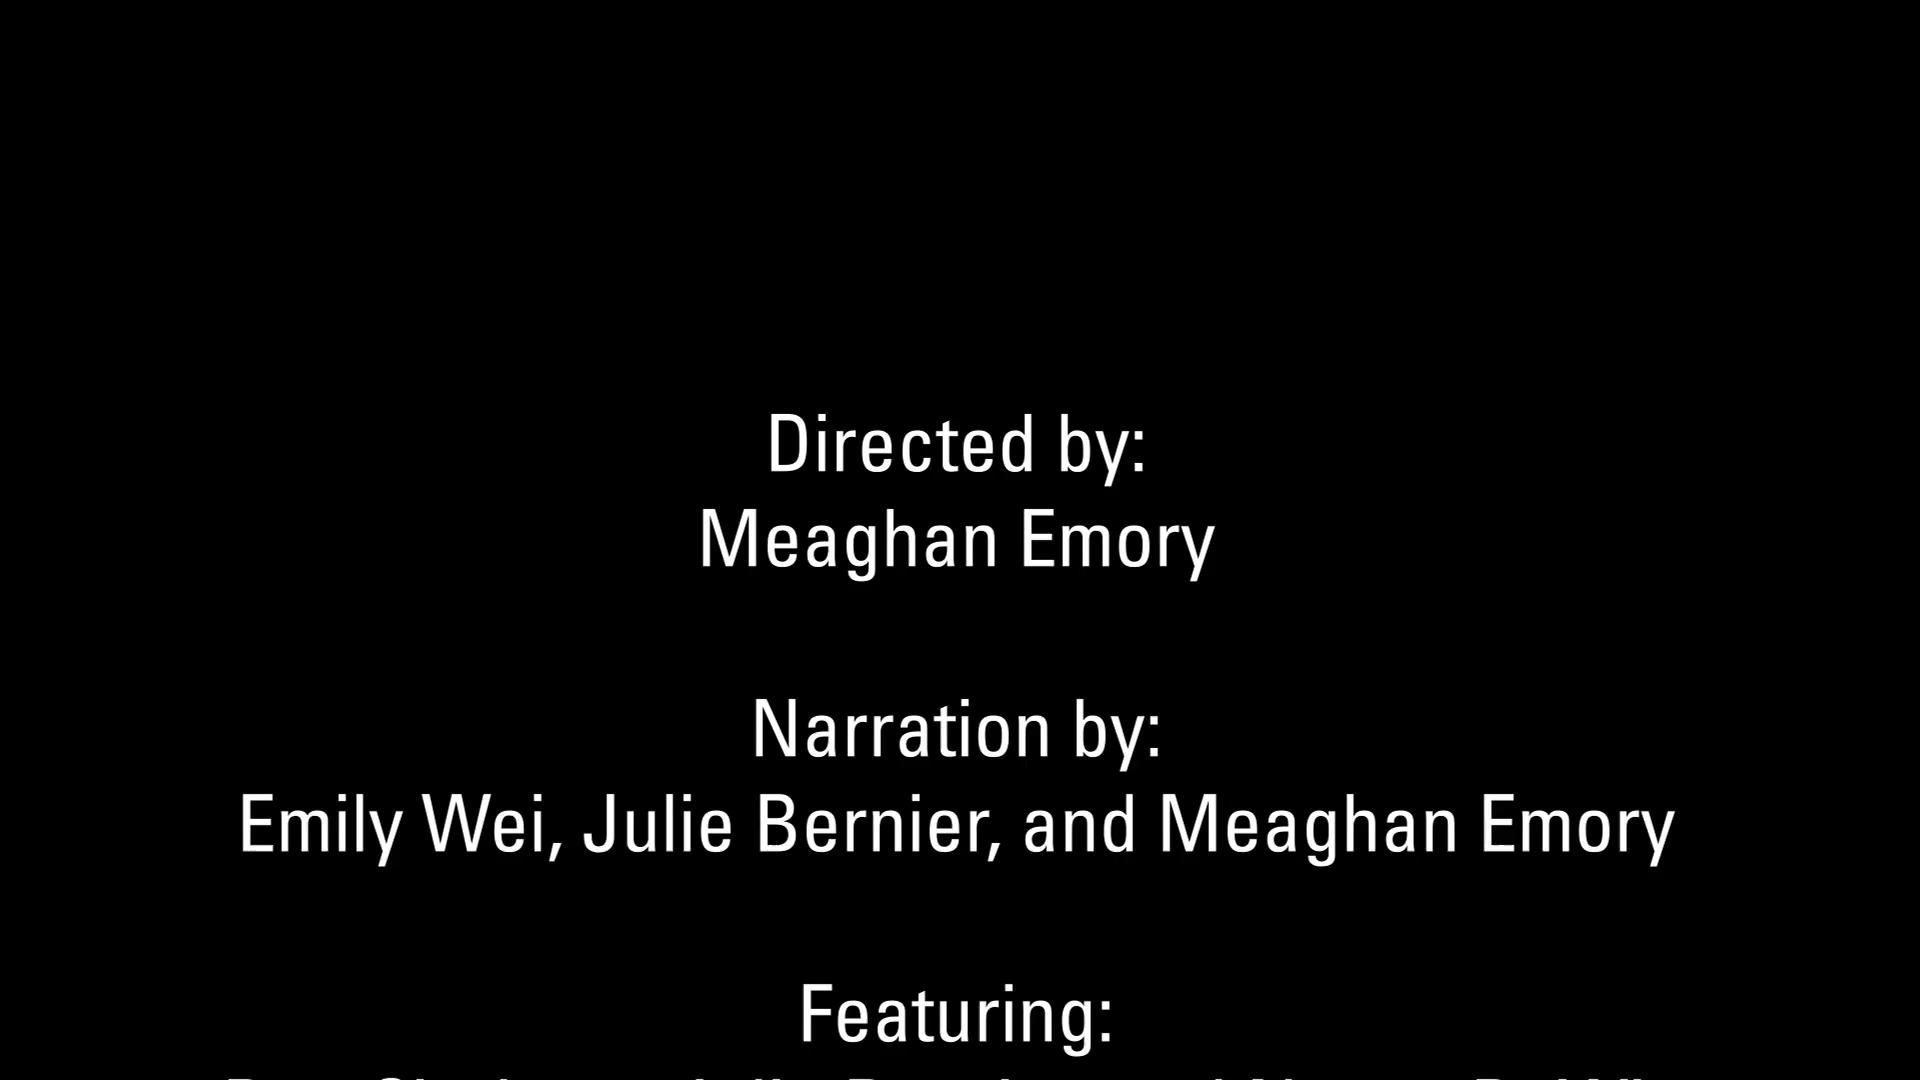 Directed by:
Meaghan Emory
Narration by:
Emily Wei, Julie Bernier, and Meaghan Emory
Featuring: